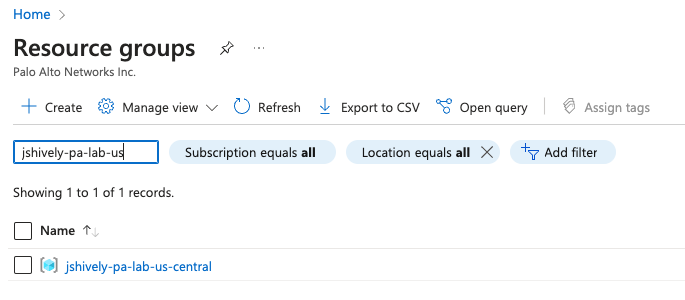 Home >
Resource groups ...
Palo Alto Networks Inc.
+ Create Manage view Refresh Export to CSV Open query Assign tags
jshively-pa-lab-us Subscription equals all Location equals all Add filter
Showing 1 to 1 of 1 records.
Name ↑↓
jshively-pa-lab-us-central